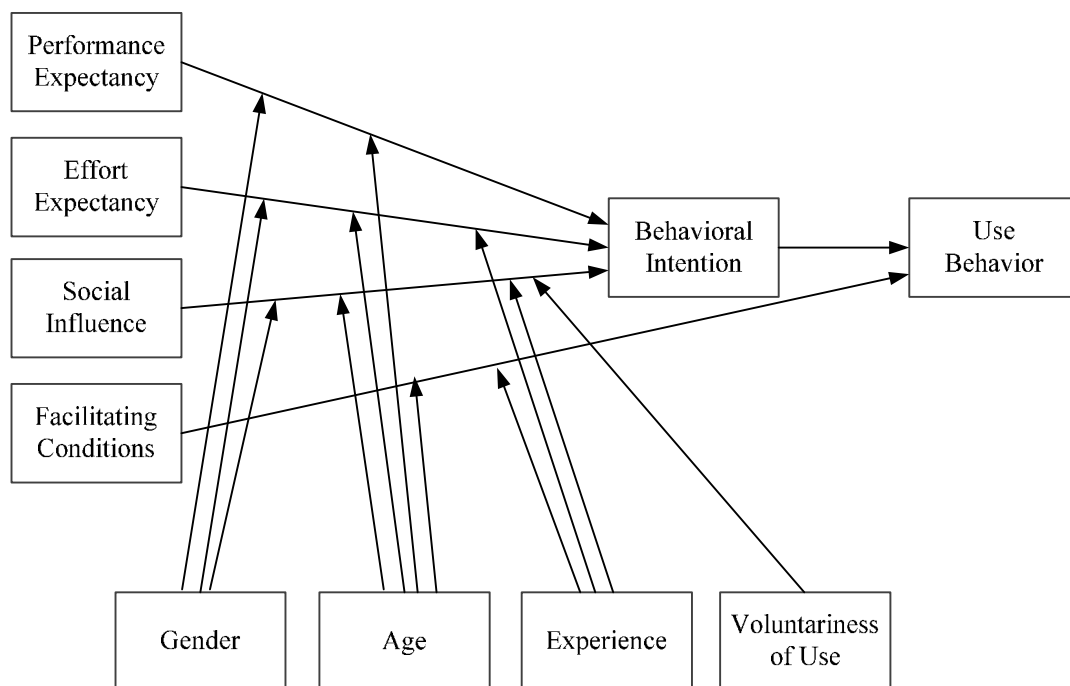 Performance
Expectancy
Effort
Expectancy
Social
Influence
Facilitating
Conditions
Behavioral
Intention
Use
Behavior
Gender
Age
Experience
Voluntariness
of Use